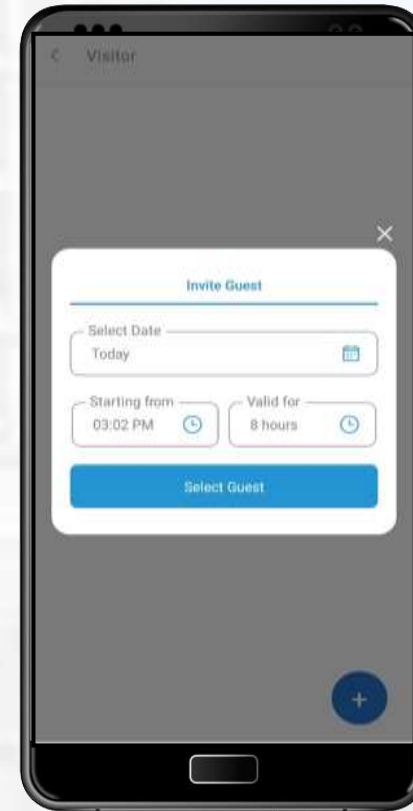 Visitor
Invite Guest
Select Date
Today
Starting from
Valid for
03:02 PM
8 hours
Select Guest